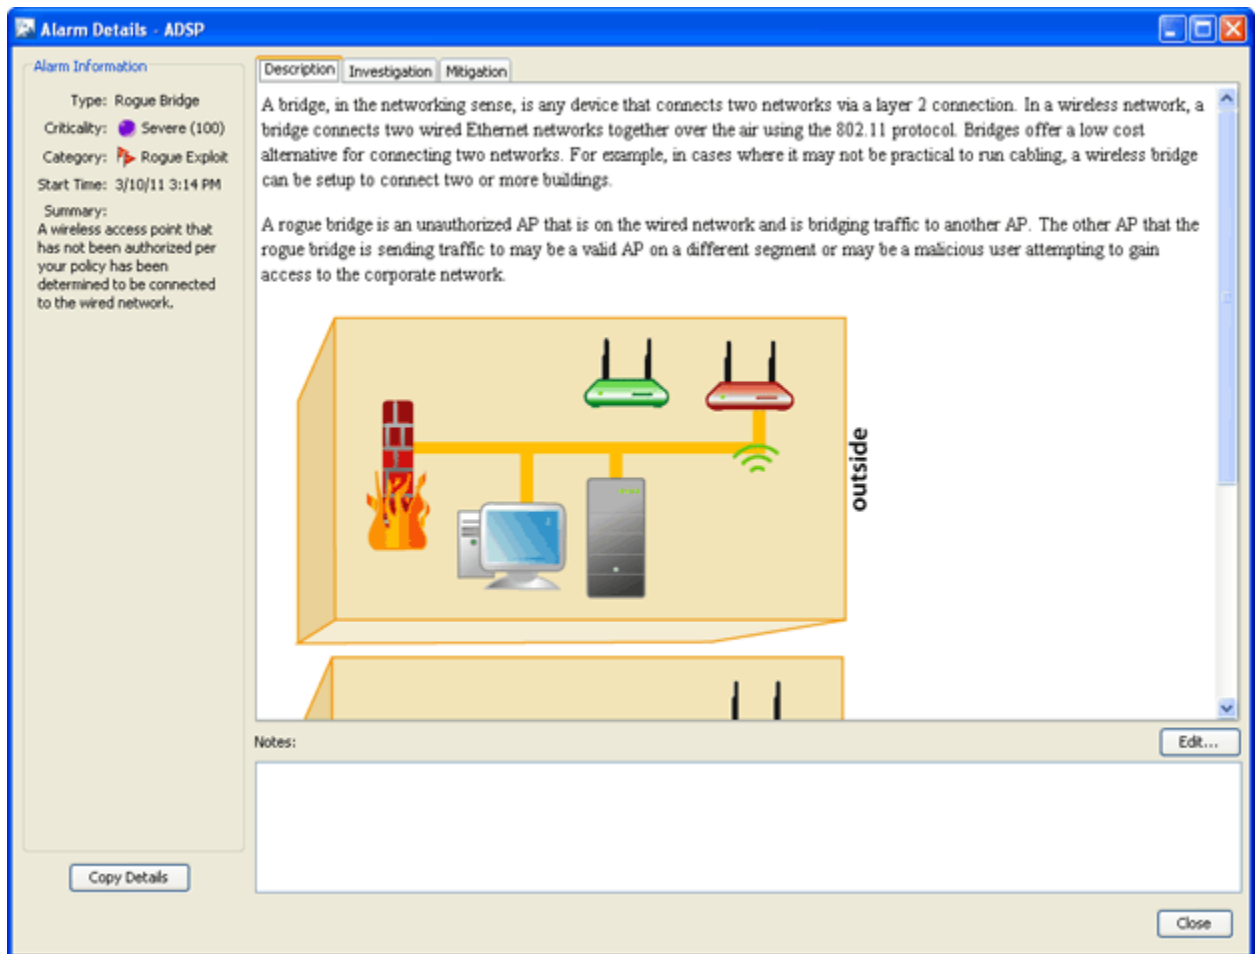 Alarm Details - ADSP
Alarm Information
Type: Rogue Bridge
Criticality: Severe (100)
Category: Rogue Exploit
Start Time: 3/10/11 3:14 PM
Summary:
A wireless access point that
has not been authorized per
your policy has been
determined to be connected
to the wired network.
Copy Details
Description Investigation Mitigation
A bridge, in the networking sense, is any device that connects two networks via a layer 2 connection. In a wireless network, a
bridge connects two wired Ethernet networks together over the air using the 802.11 protocol. Bridges offer a low cost
alternative for connecting two networks. For example, in cases where it may not be practical to run cabling, a wireless bridge
can be setup to connect two or more buildings.
A rogue bridge is an unauthorized AP that is on the wired network and is bridging traffic to another AP. The other AP that the
rogue bridge is sending traffic to may be a valid AP on a different segment or may be a malicious user attempting to gain
access to the corporate network.
outside
Notes:
Edit...
Close